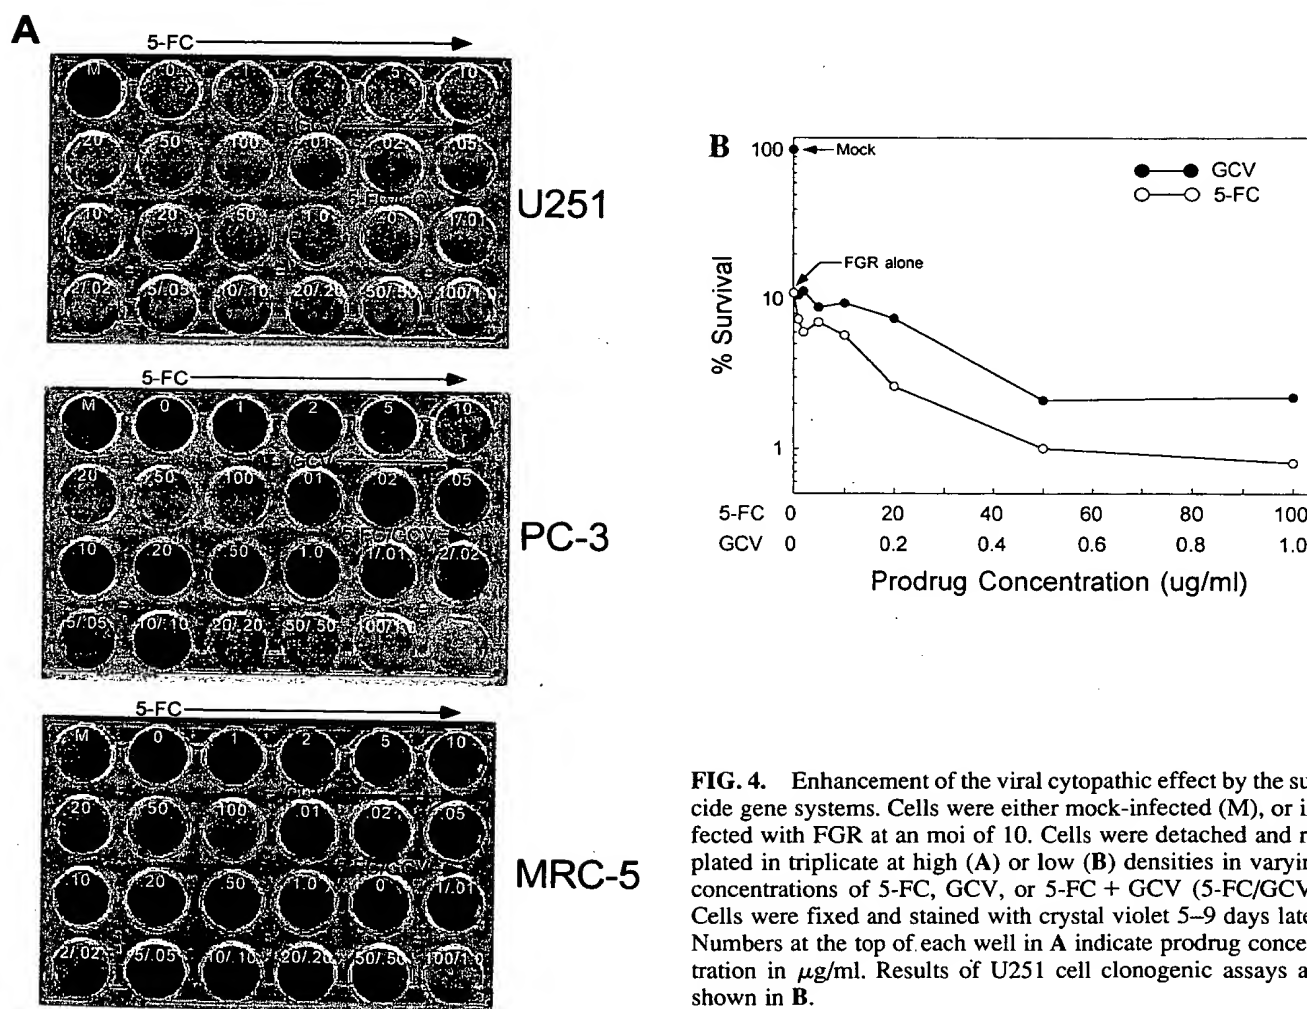 A
5-FC
M 0 1 2 5 10
20 50 100 .01 .02 .05
.10 .20 .50 1.0 0 1/.01
2/.02 5/.05 10/.10 20/.20 50/.50 100/1.0
U251
5-FC
M 0 1 2 5 10
20 50 100 .01 .02 .05
5-FC/GCV
.10 .20 .50 1.0 1/.01 2/.02
5/.05 10/.10 20/.20 50/.50 100/1.0
PC-3
5-FC
M 0 1 2 5 10
20 50 100 .01 .02 .05
.10 .20 .50 1.0 0 1/.01
2/.02 5/.05 10/.10 20/.20 50/.50 100/1.0
MRC-5
B
% Survival
100
10
1
Mock
FGR alone
GCV
5-FC
5-FC 0 20 40 60 80 100
GCV 0 0.2 0.4 0.6 0.8 1.0
Prodrug Concentration (ug/ml)
FIG. 4. Enhancement of the viral cytopathic effect by the su
cide gene systems. Cells were either mock-infected (M), or i
fected with FGR at an moi of 10. Cells were detached and r
plated in triplicate at high (A) or low (B) densities in varyin
concentrations of 5-FC, GCV, or 5-FC + GCV (5-FC/GCV
Cells were fixed and stained with crystal violet 5–9 days late
Numbers at the top of each well in A indicate prodrug concen
tration in μg/ml. Results of U251 cell clonogenic assays a
shown in B.